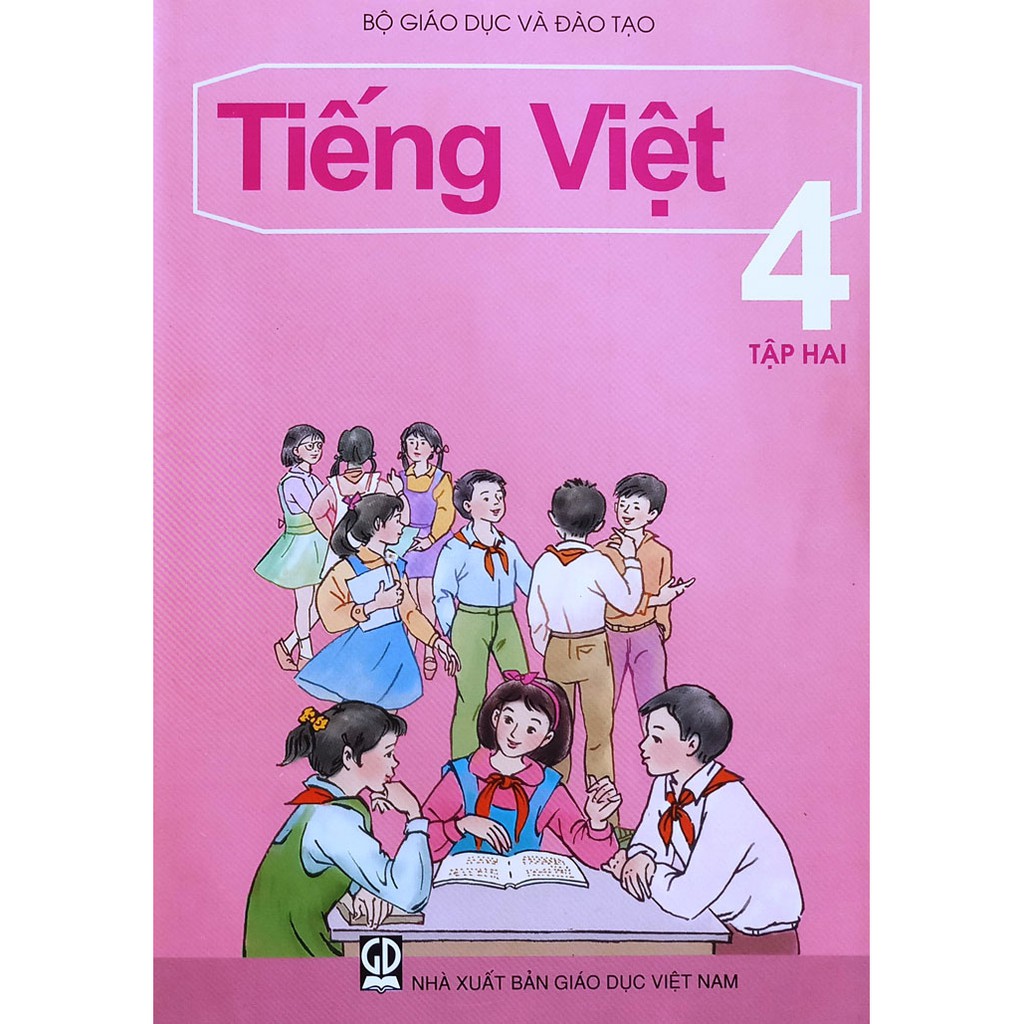 BỘ GIÁO DỤC VÀ ĐÀO TẠO
Tiếng Việt
4
TẬP HAI
GD
NHÀ XUẤT BẢN GIÁO DỤC VIỆT NAM